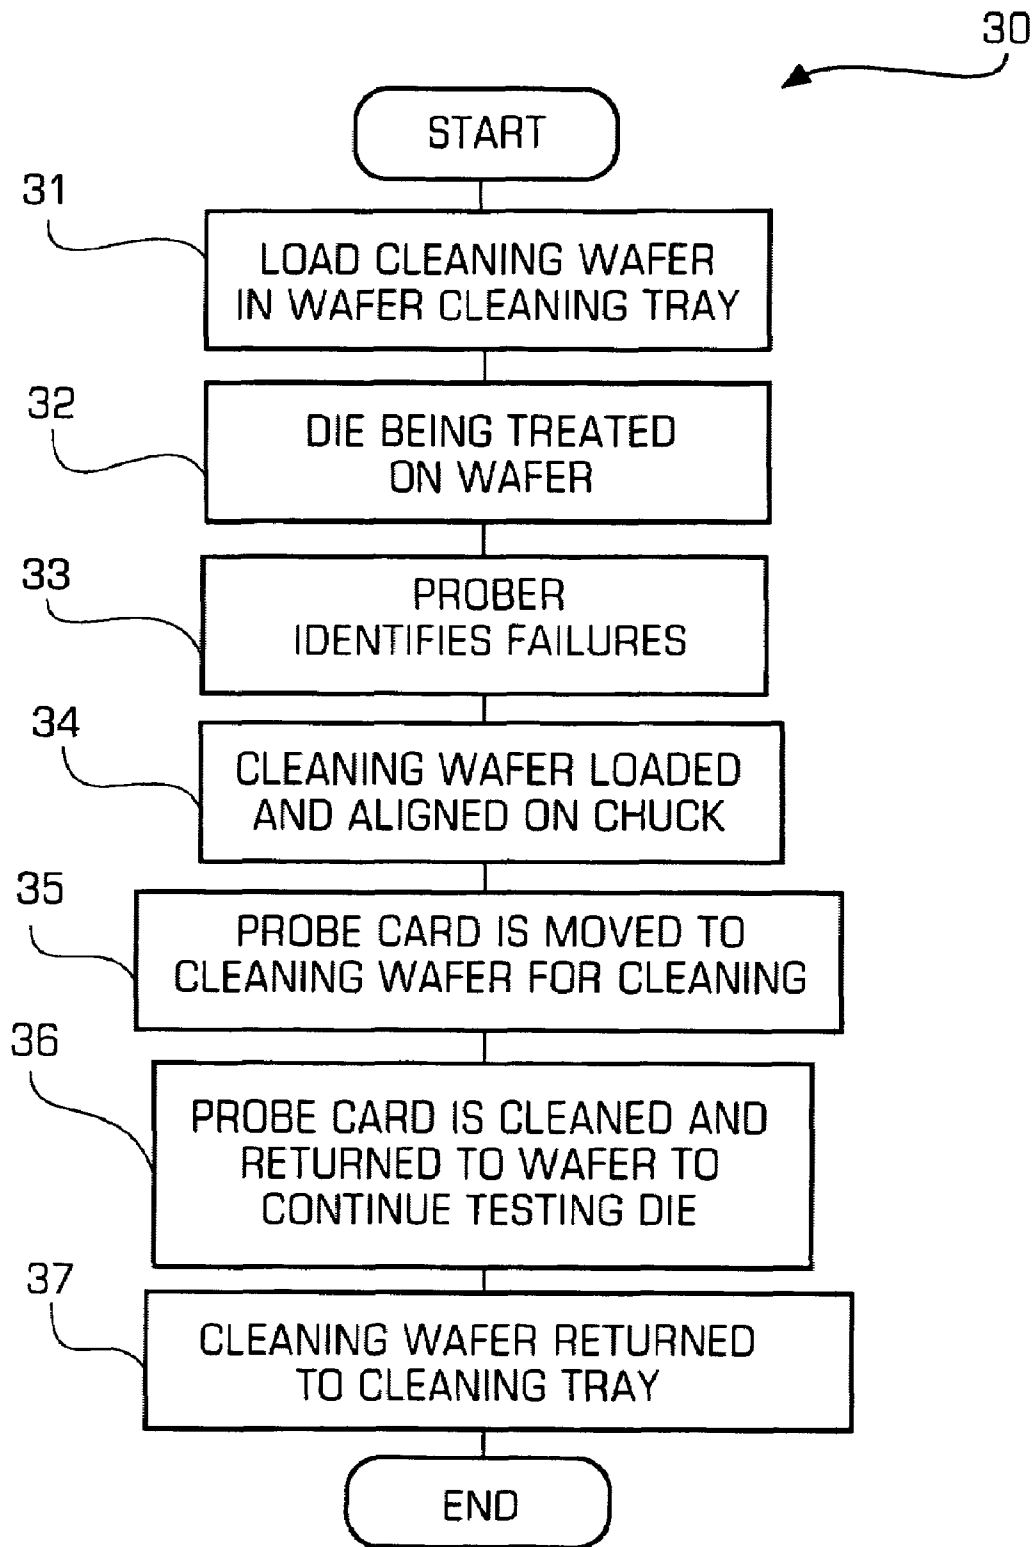 30
START
31
LOAD CLEANING WAFER
IN WAFER CLEANING TRAY
32
DIE BEING TREATED
ON WAFER
33
PROBER
IDENTIFIES FAILURES
34
CLEANING WAFER LOADED
AND ALIGNED ON CHUCK
35
PROBE CARD IS MOVED TO
CLEANING WAFER FOR CLEANING
36
PROBE CARD IS CLEANED AND
RETURNED TO WAFER TO
CONTINUE TESTING DIE
37
CLEANING WAFER RETURNED
TO CLEANING TRAY
END